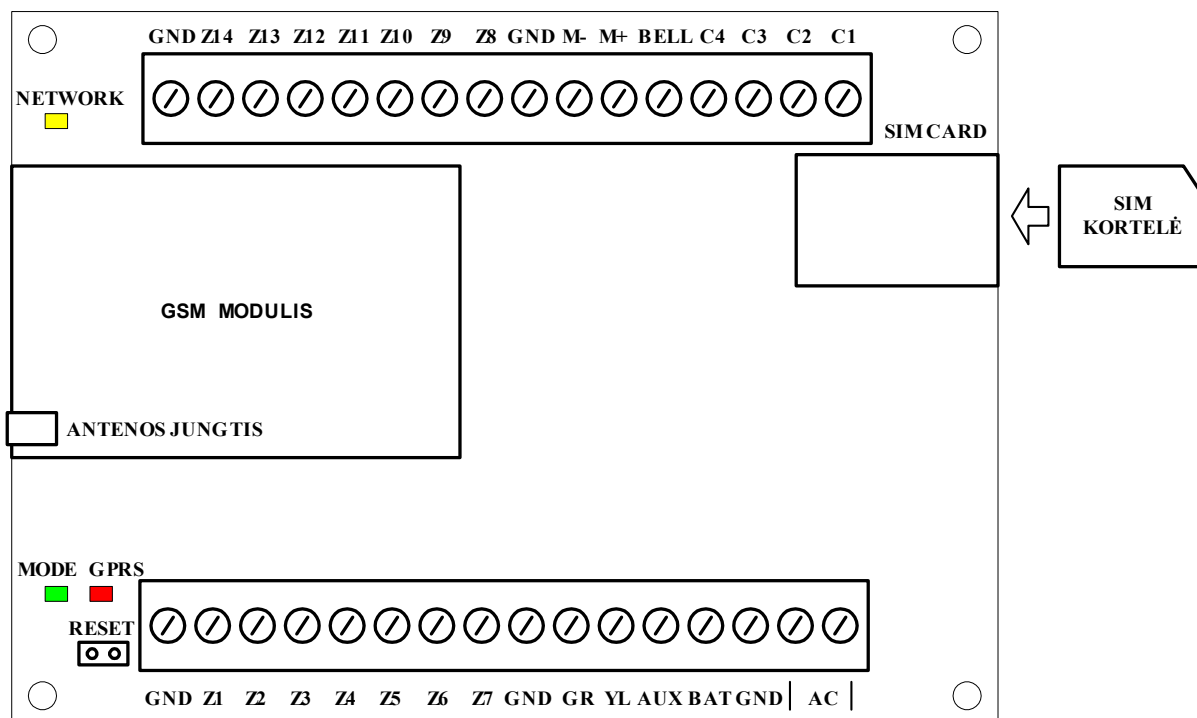 GND Z14 Z13 Z12 Z11 Z10 Z9 Z8 GND M- M+ BELL C4 C3 C2 C1
NETWORK
SIM CARD
SIM
KORTELĖ
GSM MODULIS
ANTENOS JUNGTIS
MODE GPRS
RESET
GND Z1 Z2 Z3 Z4 Z5 Z6 Z7 GND GR YL AUX BAT GND AC